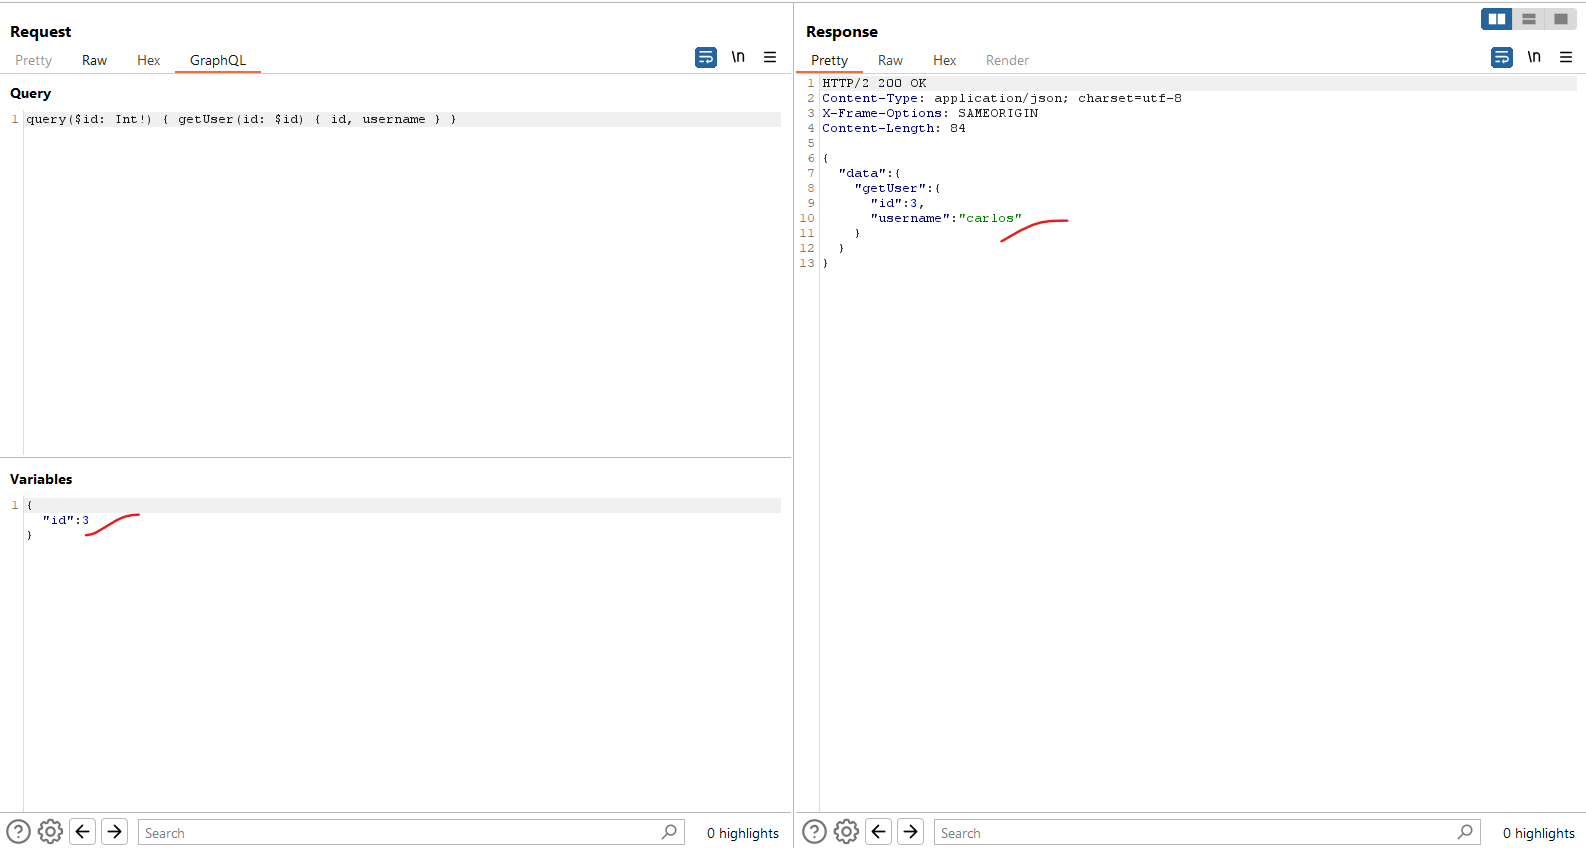 Request
Pretty Raw Hex GraphQL \n
Query
1 query($id: Int!) { getUser(id: $id) { id, username } }
Variables
1 {
"id":3
}
? Search 0 highlights
Response
Pretty Raw Hex Render \n
1 HTTP/2 200 OK
2 Content-Type: application/json; charset=utf-8
3 X-Frame-Options: SAMEORIGIN
4 Content-Length: 84
5
6 {
7 "data":{
8 "getUser":{
9 "id":3,
10 "username":"carlos"
11 }
12 }
13 }
? Search 0 highlights